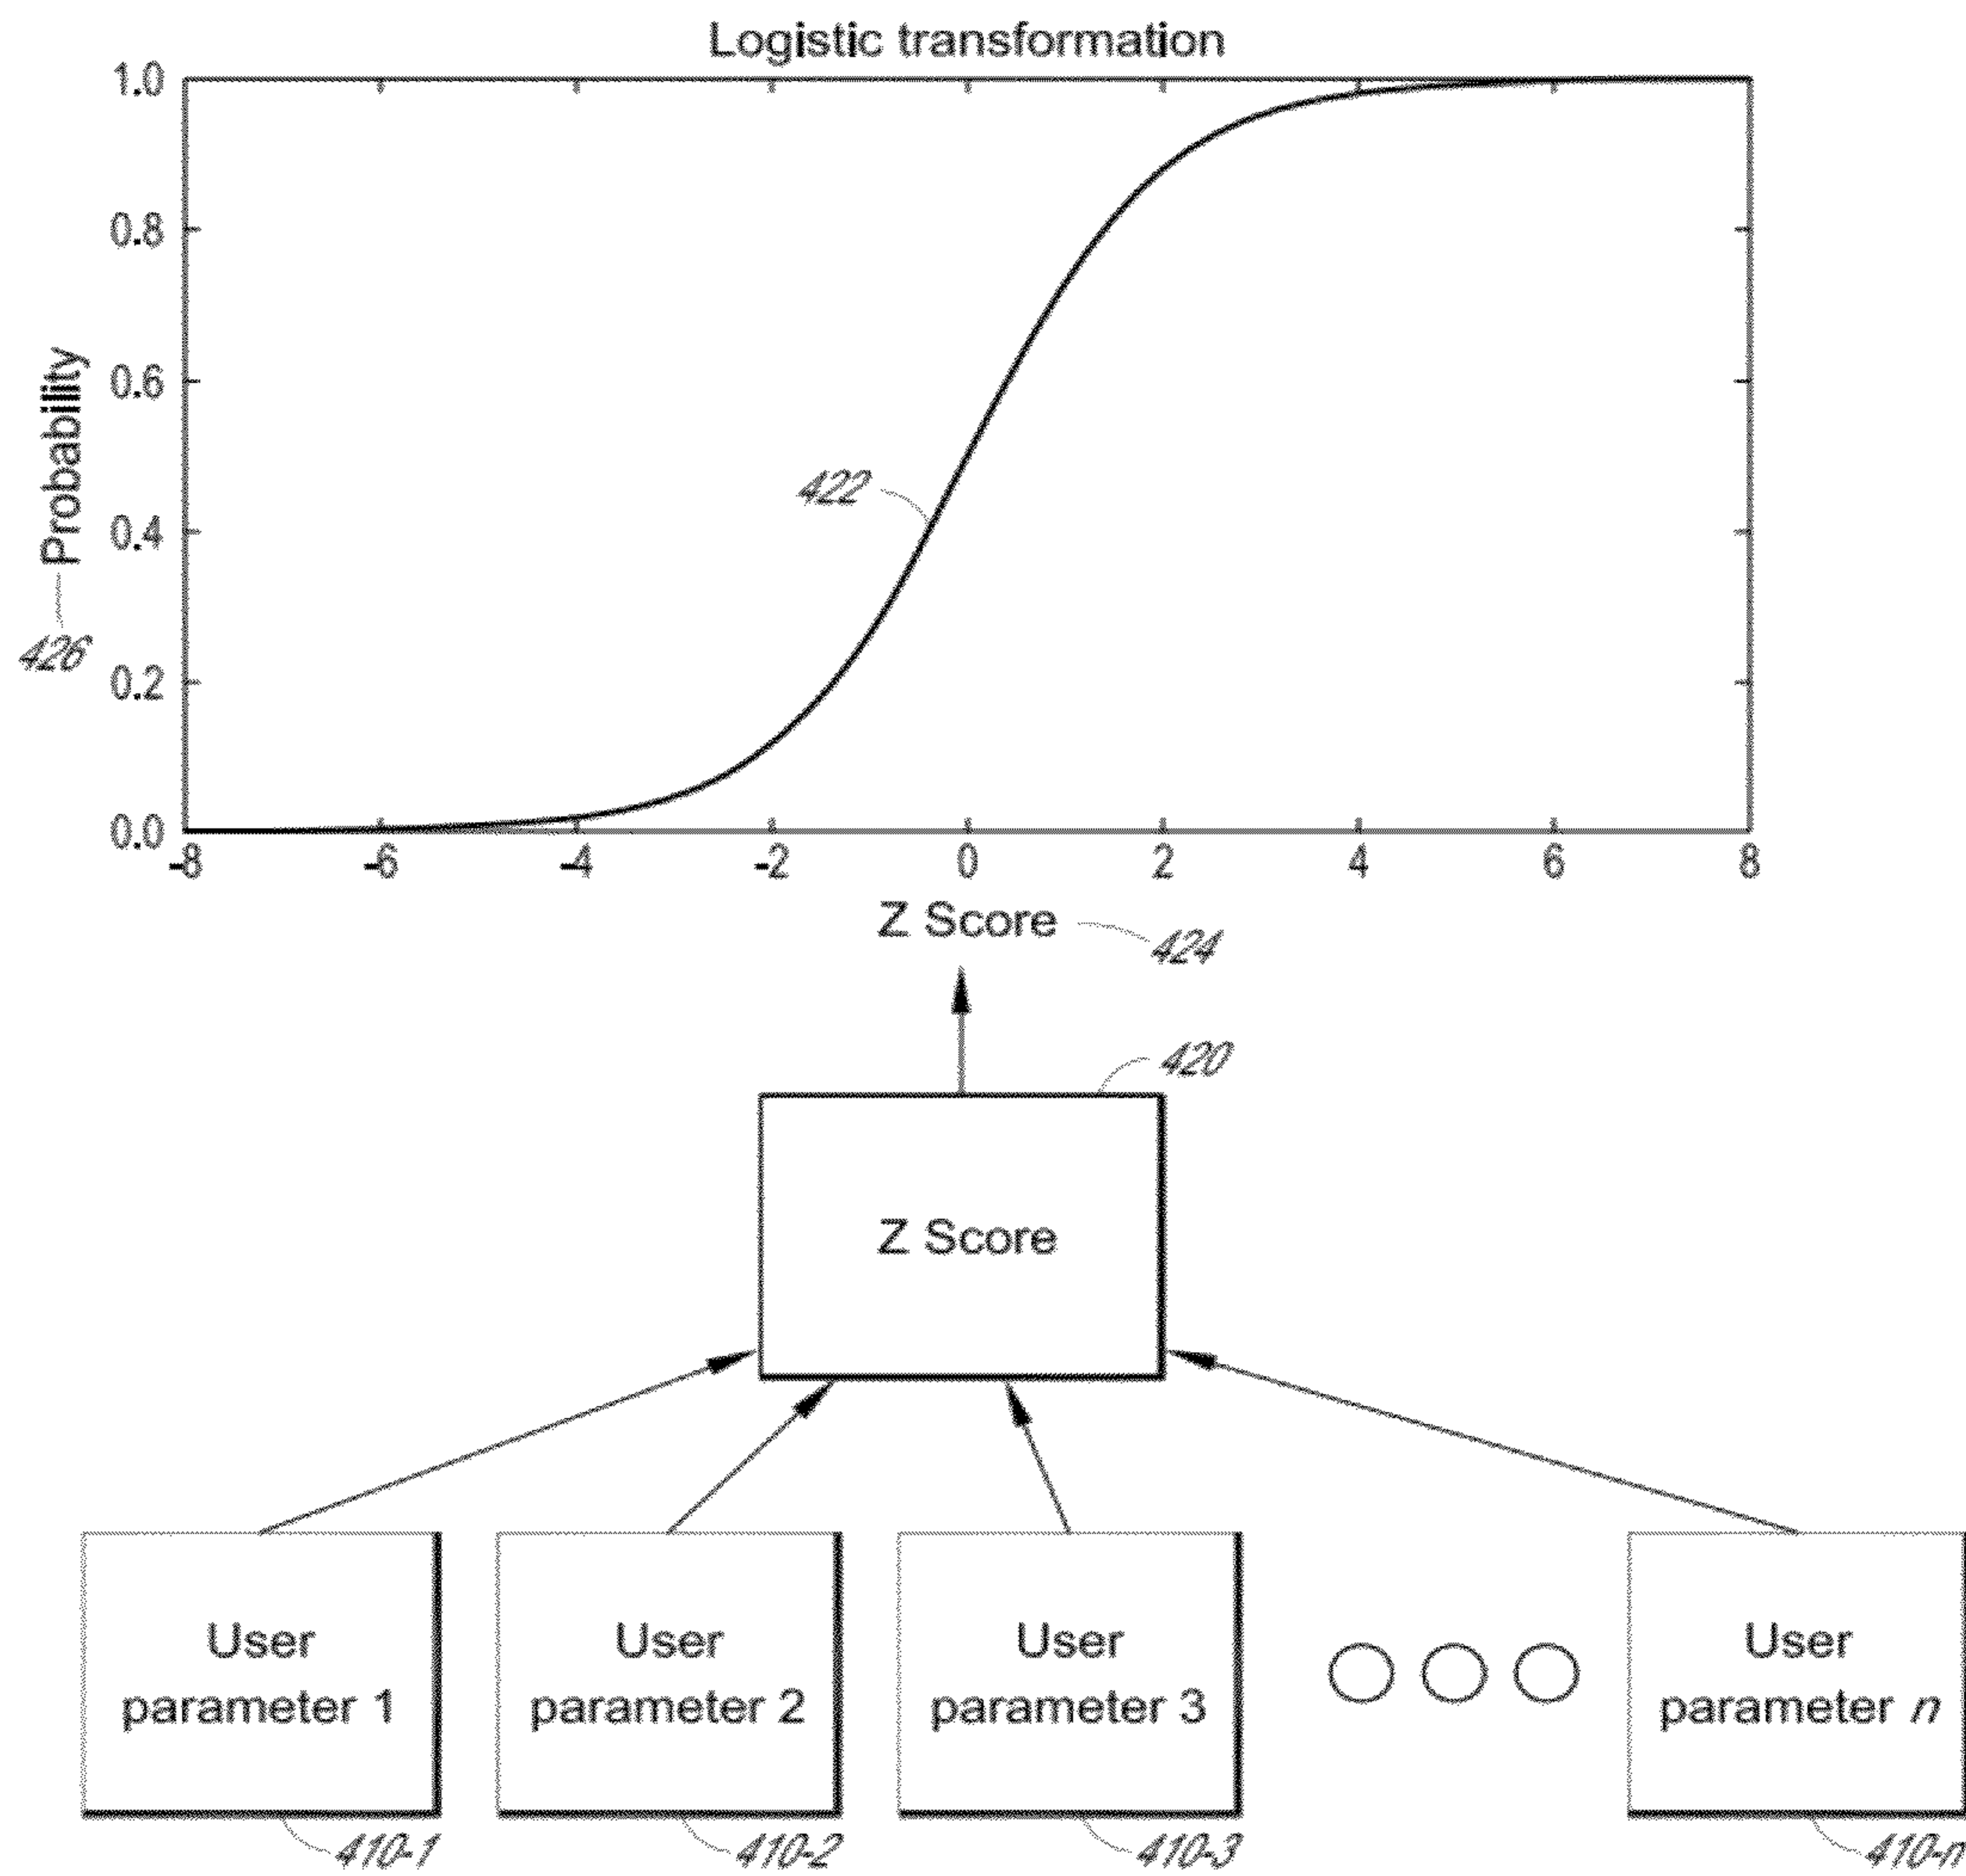 Logistic transformation
1.0
0.8
0.6
0.4
0.2
0.0
Probability
426
422
-8 -6 -4 -2 0 2 4 6 8
Z Score 424
420
Z Score
User parameter 1
User parameter 2
User parameter 3
User parameter n
410-1 410-2 410-3 410-n